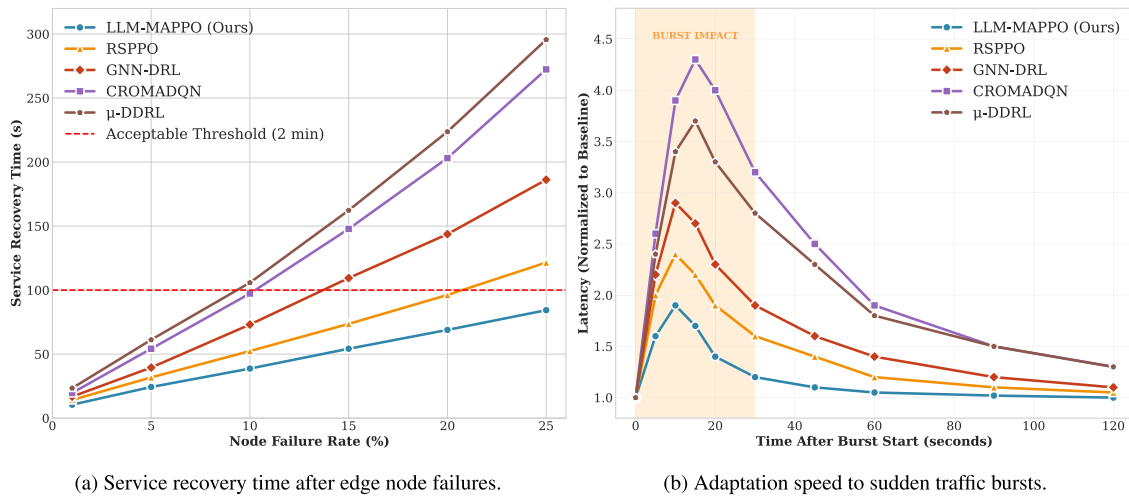 LLM-MAPPO (Ours)
RSPPO
GNN-DRL
CROMADQN
μ-DDRL
Acceptable Threshold (2 min)
Service Recovery Time (s)
300
250
200
150
100
50
0
5
10
15
20
25
Node Failure Rate (%)
(a) Service recovery time after edge node failures.
BURST IMPACT
LLM-MAPPO (Ours)
RSPPO
GNN-DRL
CROMADQN
μ-DDRL
Latency (Normalized to Baseline)
4.5
4.0
3.5
3.0
2.5
2.0
1.5
1.0
0
20
40
60
80
100
120
Time After Burst Start (seconds)
(b) Adaptation speed to sudden traffic bursts.